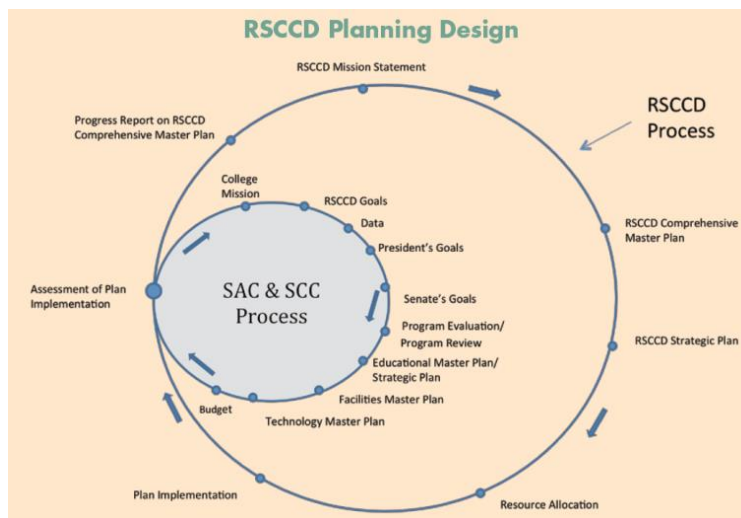 RSCCD Planning Design
RSCCD Mission Statement
RSCCD
Process
Progress Report on RSCCD
Comprehensive Master Plan
College
Mission
RSCCD Goals
Data
RSCCD Comprehensive
Master Plan
President's Goals
Assessment of Plan
Implementation
SAC & SCC
Process
Senate's Goals
Program Evaluation/
Program Review
RSCCD Strategic Plan
Educational Master Plan/
Strategic Plan
Facilities Master Plan
Budget
Technology Master Plan
Plan Implementation
Resource Allocation